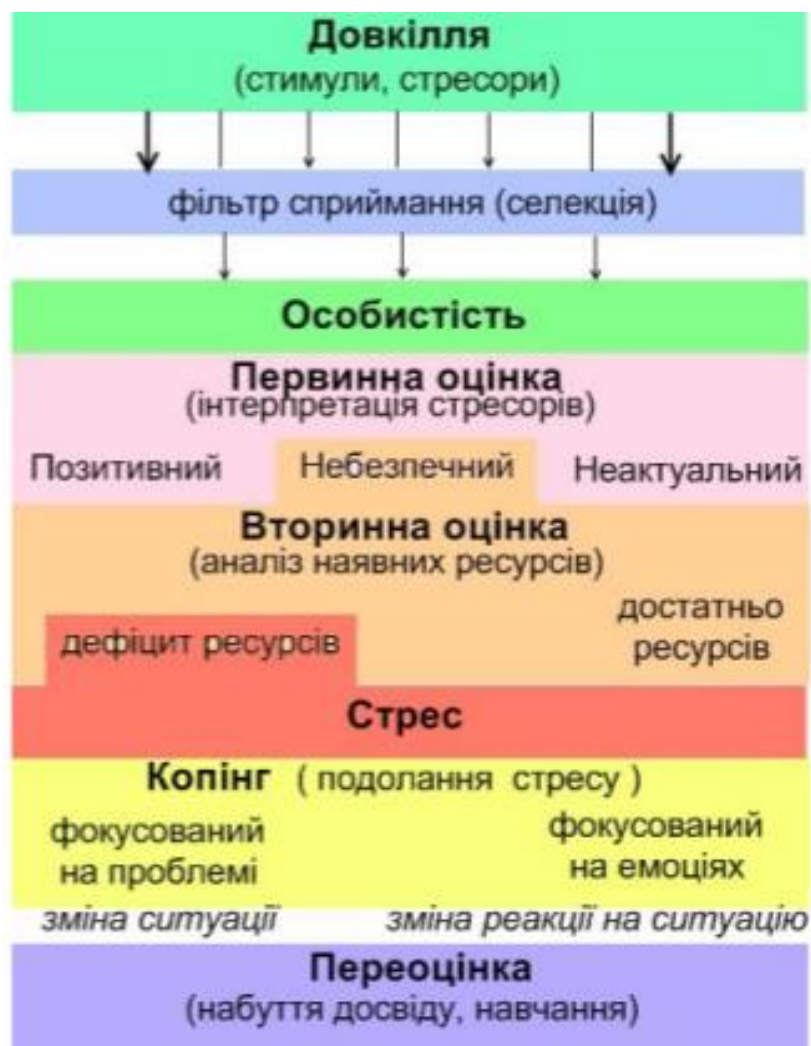 Довкілля
(стимули, стресори)
фільтр сприймання (селекція)
Особистість
Первинна оцінка
(інтерпретація стресорів)
Позитивний Небезпечний Неактуальний
Вторинна оцінка
(аналіз наявних ресурсів)
дефіцит ресурсів
достатньо
ресурсів
Стрес
Копінг ( подолання стресу )
фокусований
на проблемі
фокусований
на емоціях
зміна ситуації зміна реакції на ситуацію
Переоцінка
(набуття досвіду, навчання)